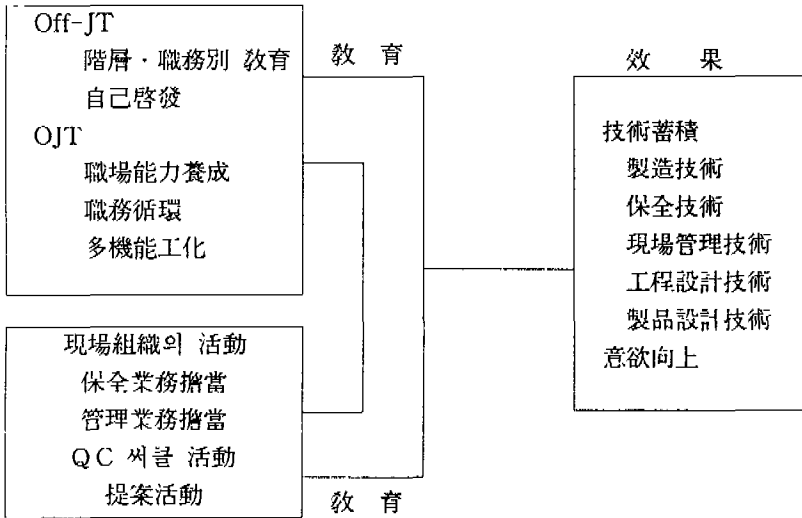 Off-JT
階層·職務別 敎育
自己啓發
OJT
職場能力養成
職務循環
多機能工化
敎 育
現場組織의 活動
保全業務擔當
管理業務擔當
QC 써클 活動
提案活動
敎 育
效 果
技術蓄積
製造技術
保全技術
現場管理技術
工程設計技術
製品設計技術
意欲向上